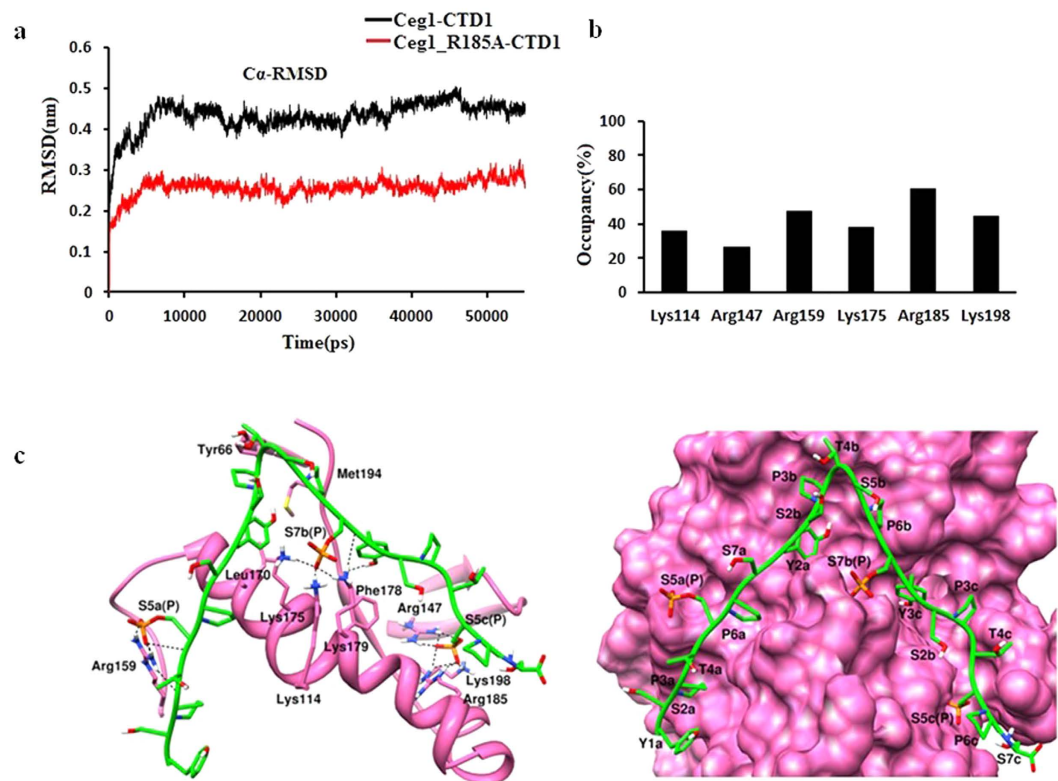 a
Ceg1-CTD1
Ceg1_R185A-CTD1
Cα-RMSD
RMSD(nm)
0.6
0.5
0.4
0.3
0.2
0.1
0
0 10000 20000 30000 40000 50000
Time(ps)
b
Occupancy(%)
100
80
60
40
20
0
Lys114 Arg147 Arg159 Lys175 Arg185 Lys198
c
Tyr66
Met194
S7b(P)
Leu170
Phe178
Lys175
Arg147
S5a(P)
S5c(P)
Lys179
Arg159
Lys198
Lys114
Arg185
T4b
P3b
S5b
S2b
P6b
S7a
Y2a
S7b(P)
S5a(P)
P3c
Y3c
P6a
T4c
S2b
T4a
P3a
S2a
S5c(P)
P6c
Y1a
S7c